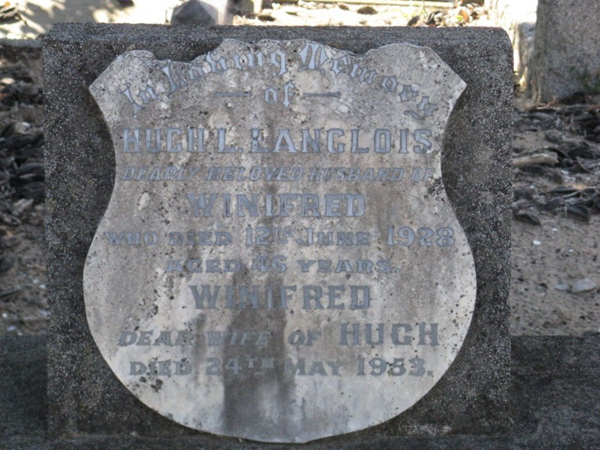 In Loving Memory
of
HUGH L. LANGLOIS
DEARLY BELOVED HUSBAND OF
WINIFRED
WHO DIED 12TH JUNE 1928
AGED 46 YEARS.
WINIFRED
DEAR WIFE OF HUGH
DIED 24TH MAY 1953.